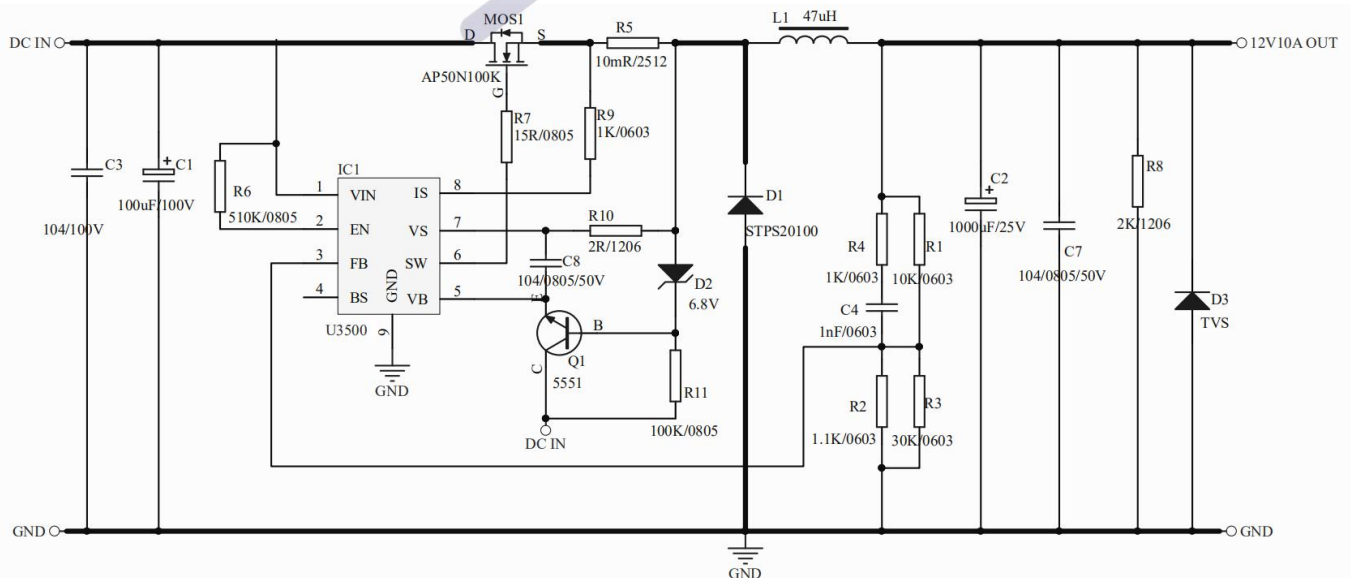 MOS1
L1 47uH
DC IN
D
S
R5
12V10A OUT
10mR/2512
AP50N100K
G
R7
15R/0805
R9
1K/0603
C3
104/100V
+
C1
100uF/100V
R6
510K/0805
IC1
1
VIN
IS
8
2
EN
VS
7
3
FB
SW
6
4
BS
VB
5
GND
9
U3500
GND
R10
2R/1206
C8
104/0805/50V
D2
6.8V
E
B
C
Q1
5551
DC IN
R11
100K/0805
D1
STPS20100
R4
1K/0603
R1
10K/0603
C4
1nF/0603
R2
1.1K/0603
R3
30K/0603
+
C2
1000uF/25V
C7
104/0805/50V
R8
2K/1206
D3
TVS
GND
GND
GND